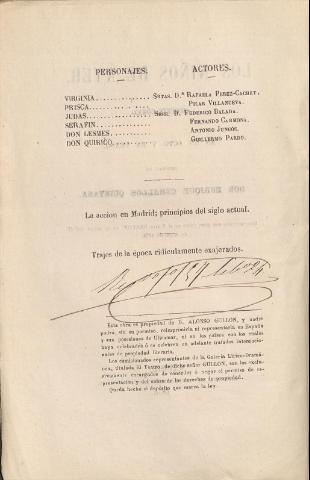 PERSONAJES. ACTORES.
VIRGINIA............... SRTAS. D.ª RAFAELA PEREZ-CACHET.
PRISCA................. PILAR VILLANUEVA.
JUDAS.................. SRES. D. FEDERICO BALADA.
SERAFIN................ FERNANDO CARMONA.
DON LESMES............. ANTONIO JUNCOS.
DON QUIRICO............ GUILLERMO PARDO.
La accion en Madrid; principios del siglo actual.
Trajes de la época ridículamente exajerados.
Esta obra es propiedad de D. ALONSO GULLON, y nadie
podrá, sin su permiso, reimprimirla ni representarla en España
y sus posesiones de Ultramar, ni en los países con los cuales
haya celebrados ó se celebren en adelante tratados internacio-
nales de propiedad literaria.
Los comisionados representantes de la Galería Lírico-Dramá-
tica, titulada El Teatro, de dicho señor GULLON, son los exclu-
sivamente encargados de conceder ó negar el permiso de re-
presentacion y del cobro de los derechos de propiedad.
Queda hecho el depósito que marca la ley.